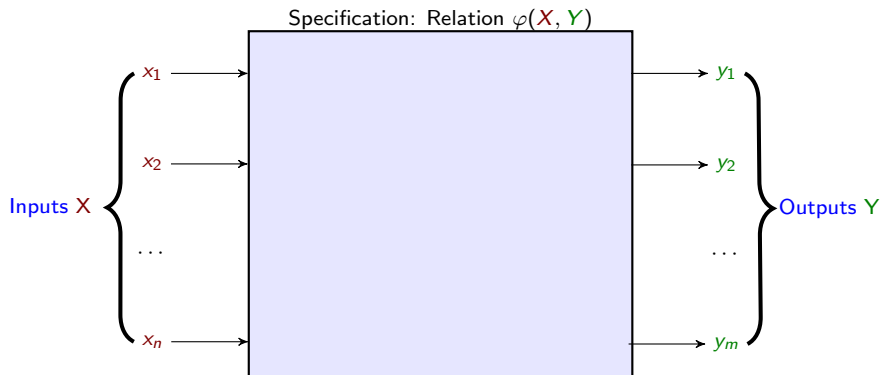 Specification: Relation φ(X, Y)
x₁ y₁
x₂ y₂
Inputs X Outputs Y
... ...
xₙ yₘ